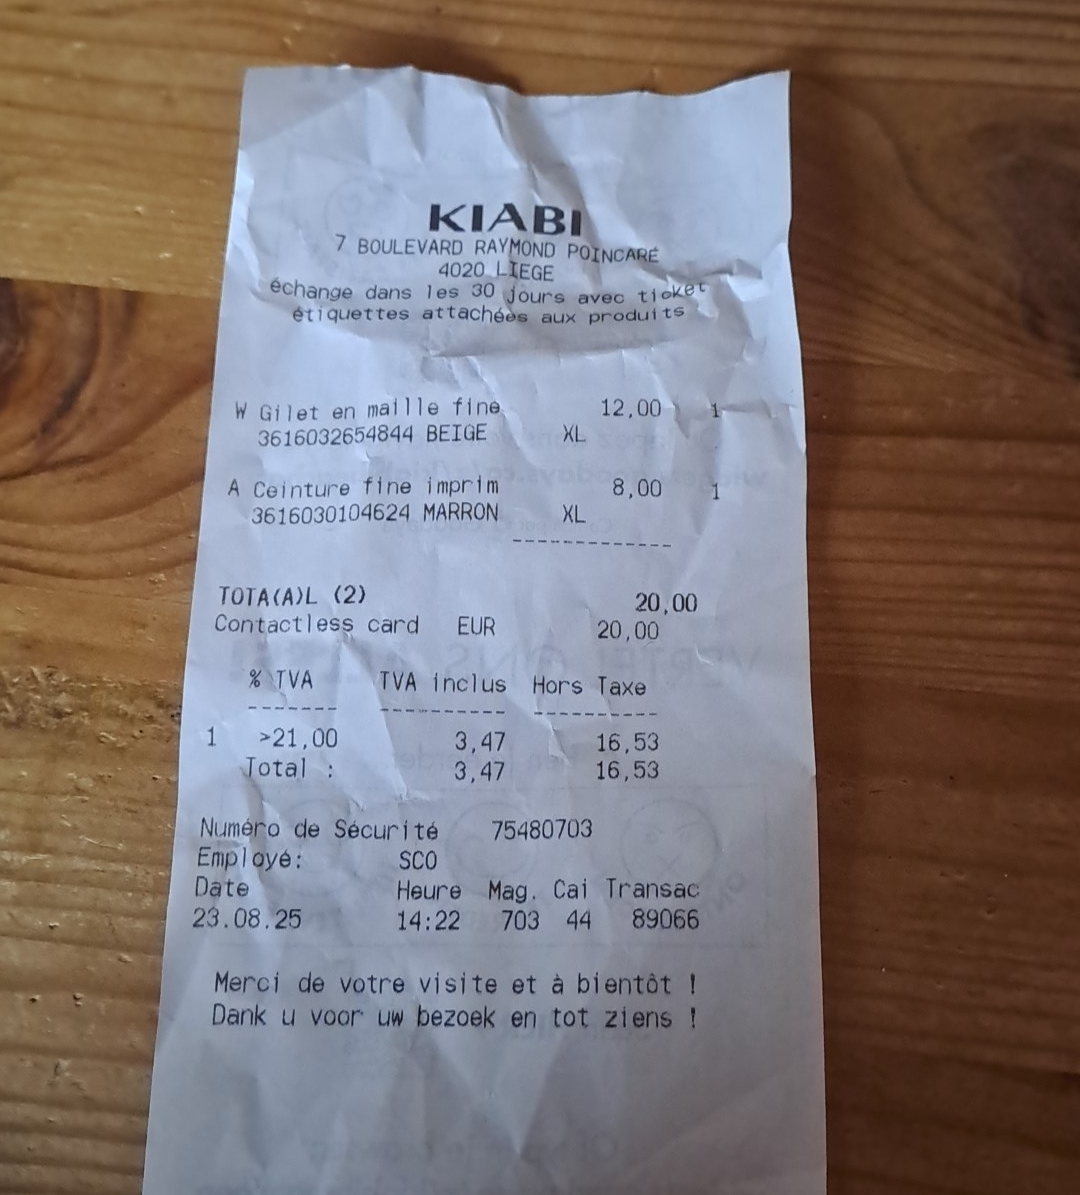 KIABI
7 BOULEVARD RAYMOND POINCARÉ
4020 LIEGE
échange dans les 30 jours avec ticket
étiquettes attachées aux produits
W Gilet en maille fine 12,00 1
3616032654844 BEIGE XL
A Ceinture fine imprim 8,00 1
3616030104624 MARRON XL
-------------
TOTA(A)L (2) 20,00
Contactless card EUR 20,00
% TVA TVA inclus Hors Taxe
------- ---------- ----------
1 >21,00 3,47 16,53
Total : 3,47 16,53
Numéro de Sécurité 75480703
Employé: SCO
Date Heure Mag. Cai Transac
23.08.25 14:22 703 44 89066
Merci de votre visite et à bientôt !
Dank u voor uw bezoek en tot ziens !